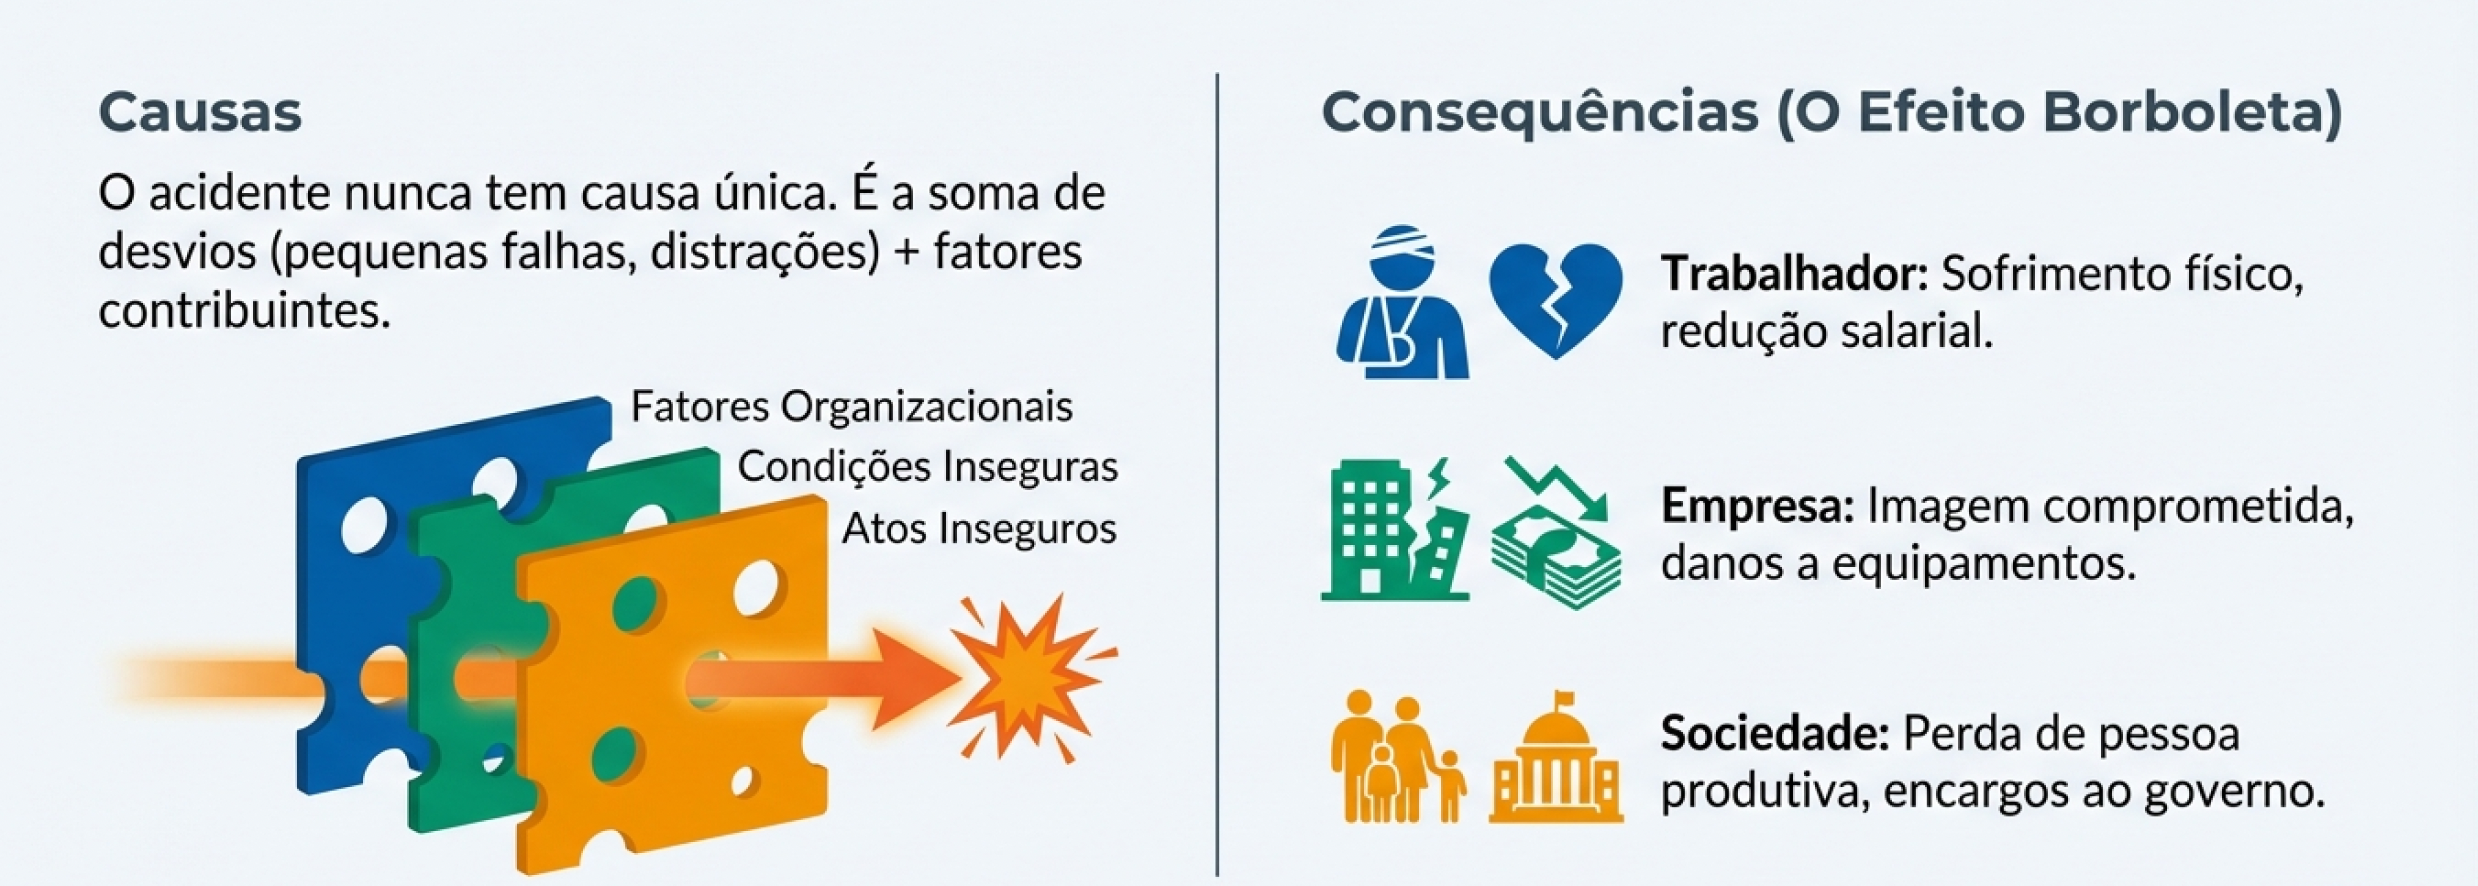 Causas
O acidente nunca tem causa única. É a soma de
desvios (pequenas falhas, distrações) + fatores
contribuintes.
Fatores Organizacionais
Condições Inseguras
Atos Inseguros
Consequências (O Efeito Borboleta)
Trabalhador: Sofrimento físico,
redução salarial.
Empresa: Imagem comprometida,
danos a equipamentos.
Sociedade: Perda de pessoa
produtiva, encargos ao governo.